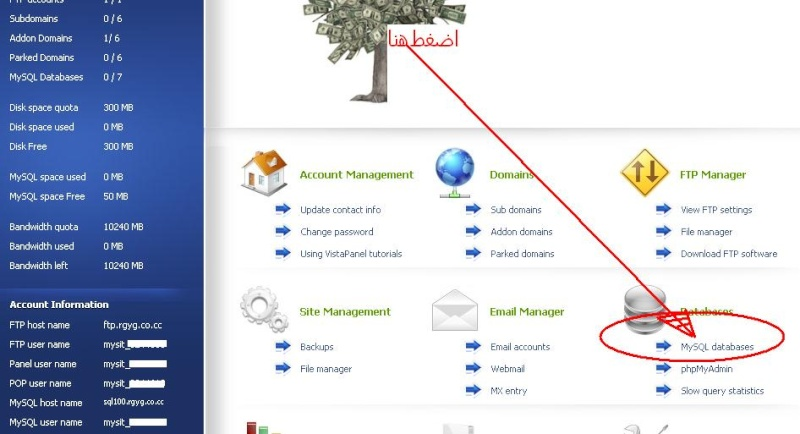 FTP accounts 1 / 1
Subdomains 0 / 6
Addon Domains 1/ 6
Parked Domains 0 / 6
MySQL Databases 0 / 7
Disk space quota 300 MB
Disk space used 0 MB
Disk Free 300 MB
MySQL space used 0 MB
MySQL space Free 50 MB
Bandwidth quota 10240 MB
Bandwidth used 0 MB
Bandwidth left 10240 MB
Account Information
FTP host name ftp.rgyg.co.cc
FTP user name mysit_
Panel user name mysit_
POP user name mysit_
MySQL host name sql100.rgyg.co.cc
MySQL user name mysit_
اضغط هنا
Account Management
Update contact info
Change password
Using VistaPanel tutorials
Domains
Sub domains
Addon domains
Parked domains
FTP Manager
View FTP settings
File manager
Download FTP software
Site Management
Backups
File manager
Email Manager
Email accounts
Webmail
MX entry
Databases
MySQL databases
phpMyAdmin
Slow query statistics